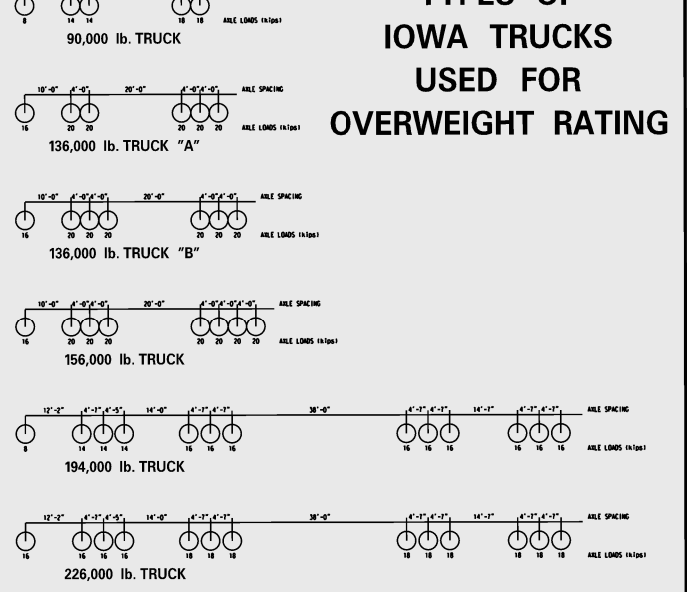 TYPES OF
IOWA TRUCKS
USED FOR
OVERWEIGHT RATING
8 14 14 18 18 AXLE LOADS (kips)
90,000 lb. TRUCK
10'-0" 4'-0" 20'-0" 4'-0" 4'-0" AXLE SPACING
16 20 20 20 20 20 AXLE LOADS (kips)
136,000 lb. TRUCK "A"
10'-0" 4'-0" 4'-0" 20'-0" 4'-0" 4'-0" AXLE SPACING
16 20 20 20 20 20 20 AXLE LOADS (kips)
136,000 lb. TRUCK "B"
10'-0" 4'-0" 4'-0" 20'-0" 4'-0" 4'-0" 4'-0" AXLE SPACING
16 20 20 20 20 20 20 20 AXLE LOADS (kips)
156,000 lb. TRUCK
12'-2" 4'-7" 4'-5" 14'-0" 4'-7" 4'-7" 38'-0" 4'-7" 4'-7" 14'-7" 4'-7" 4'-7" AXLE SPACING
8 14 14 14 16 16 16 16 16 16 16 16 16 AXLE LOADS (kips)
194,000 lb. TRUCK
12'-2" 4'-7" 4'-5" 14'-0" 4'-7" 4'-7" 38'-0" 4'-7" 4'-7" 14'-7" 4'-7" 4'-7" AXLE SPACING
16 16 16 16 18 18 18 18 18 18 18 18 18 AXLE LOADS (kips)
226,000 lb. TRUCK